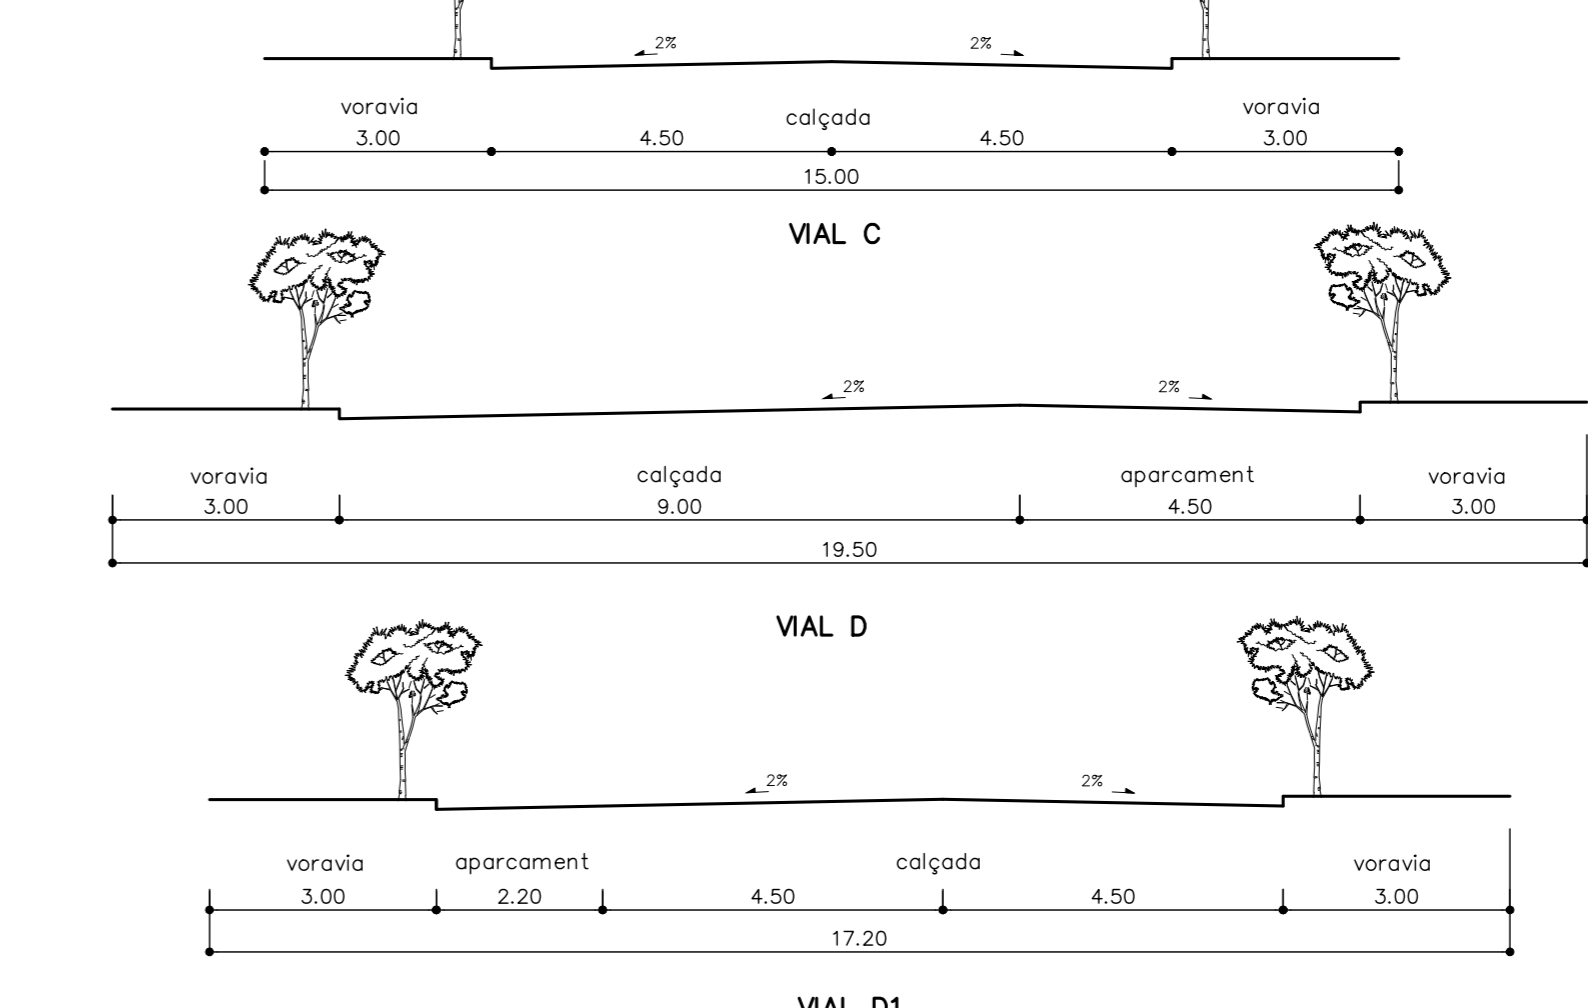 2% 2%
voravia calçada voravia
3.00 4.50 4.50 3.00
15.00
VIAL C
2% 2%
voravia calçada aparcament voravia
3.00 9.00 4.50 3.00
19.50
VIAL D
2% 2%
voravia aparcament calçada voravia
3.00 2.20 4.50 4.50 3.00
17.20
VIAL D1